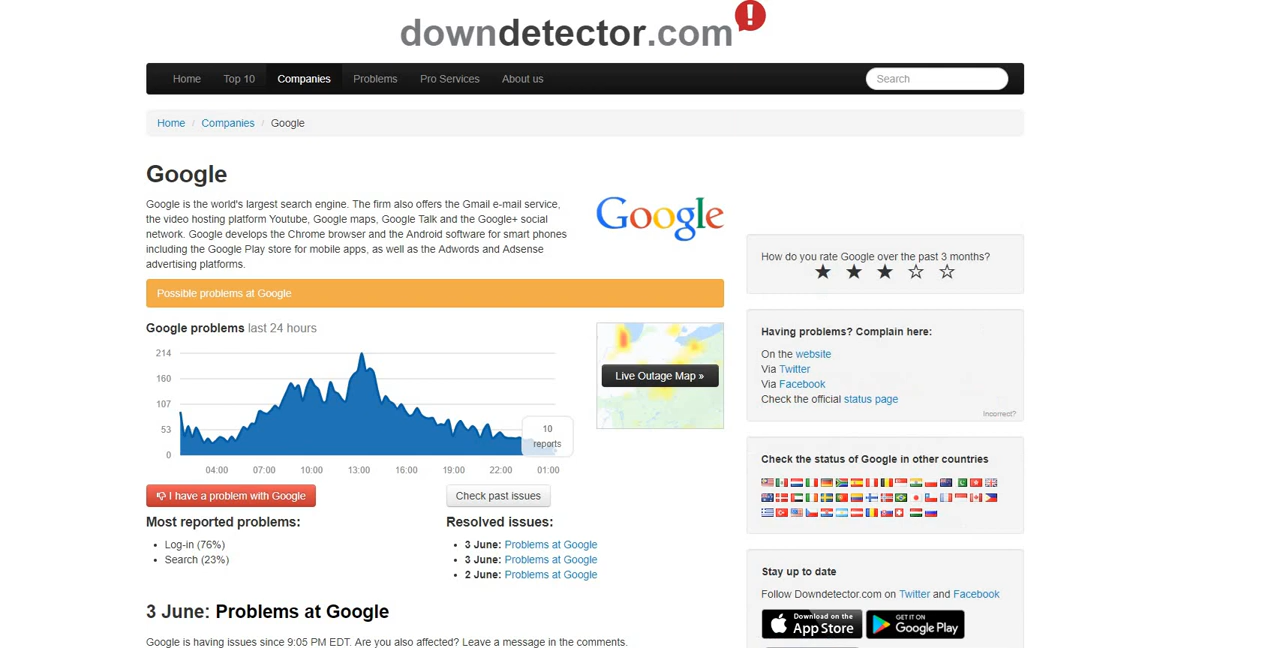 downdetector.com!
Home Top 10 Companies Problems Pro Services About us Search
Home / Companies / Google
Google
Google is the world's largest search engine. The firm also offers the Gmail e-mail service,
the video hosting platform Youtube, Google maps, Google Talk and the Google+ social
network. Google develops the Chrome browser and the Android software for smart phones
including the Google Play store for mobile apps, as well as the Adwords and Adsense
advertising platforms.
Google
Possible problems at Google
Google problems last 24 hours
214
160
107
53
0
04:00 07:00 10:00 13:00 16:00 19:00 22:00 01:00
10
reports
Live Outage Map »
I have a problem with Google
Check past issues
Most reported problems:
• Log-in (76%)
• Search (23%)
Resolved issues:
• 3 June: Problems at Google
• 3 June: Problems at Google
• 2 June: Problems at Google
3 June: Problems at Google
Google is having issues since 9:05 PM EDT. Are you also affected? Leave a message in the comments.
How do you rate Google over the past 3 months?
Having problems? Complain here:
On the website
Via Twitter
Via Facebook
Check the official status page
Incorrect?
Check the status of Google in other countries
Stay up to date
Follow Downdetector.com on Twitter and Facebook
Download on the
App Store
GET IT ON
Google Play